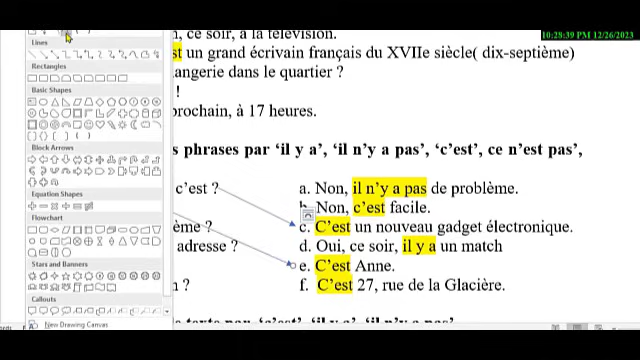 , ce soir, à la télévision.
10:28:39 PM 12/26/2023
Lines
st un grand écrivain français du XVIIe siècle( dix-septième)
Rectangles
angerie dans le quartier ?
Basic Shapes
!
prochain, à 17 heures.
Block Arrows
s phrases par ‘il y a’, ‘il n’y a pas’, ‘c’est’, ce n’est pas’,
c’est ?
a. Non, il n’y a pas de problème.
Equation Shapes
Non, c’est facile.
Flowchart
ème ?
c. C’est un nouveau gadget électronique.
adresse ?
d. Oui, ce soir, il y a un match
Stars and Banners
e. C’est Anne.
?
f. C’est 27, rue de la Glacière.
Callouts
New Drawing Canvas